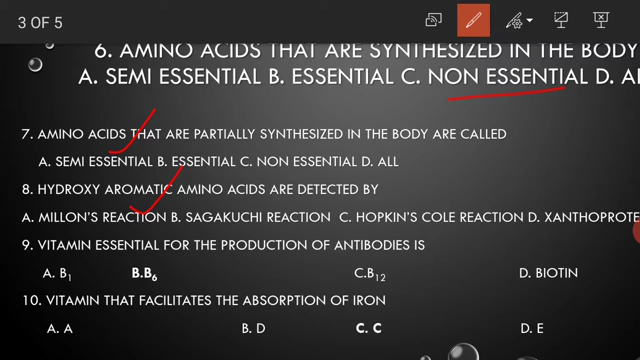 3 OF 5
6. AMINO ACIDS THAT ARE SYNTHESIZED IN THE BODY
A. SEMI ESSENTIAL B. ESSENTIAL C. NON ESSENTIAL D. AL
7. AMINO ACIDS THAT ARE PARTIALLY SYNTHESIZED IN THE BODY ARE CALLED
A. SEMI ESSENTIAL B. ESSENTIAL C. NON ESSENTIAL D. ALL
8. HYDROXY AROMATIC AMINO ACIDS ARE DETECTED BY
A. MILLON'S REACTION B. SAGAKUCHI REACTION C. HOPKIN'S COLE REACTION D. XANTHOPROTE
9. VITAMIN ESSENTIAL FOR THE PRODUCTION OF ANTIBODIES IS
A. B1 B.B6 C.B12 D. BIOTIN
10. VITAMIN THAT FACILITATES THE ABSORPTION OF IRON
A. A B. D C. C D. E